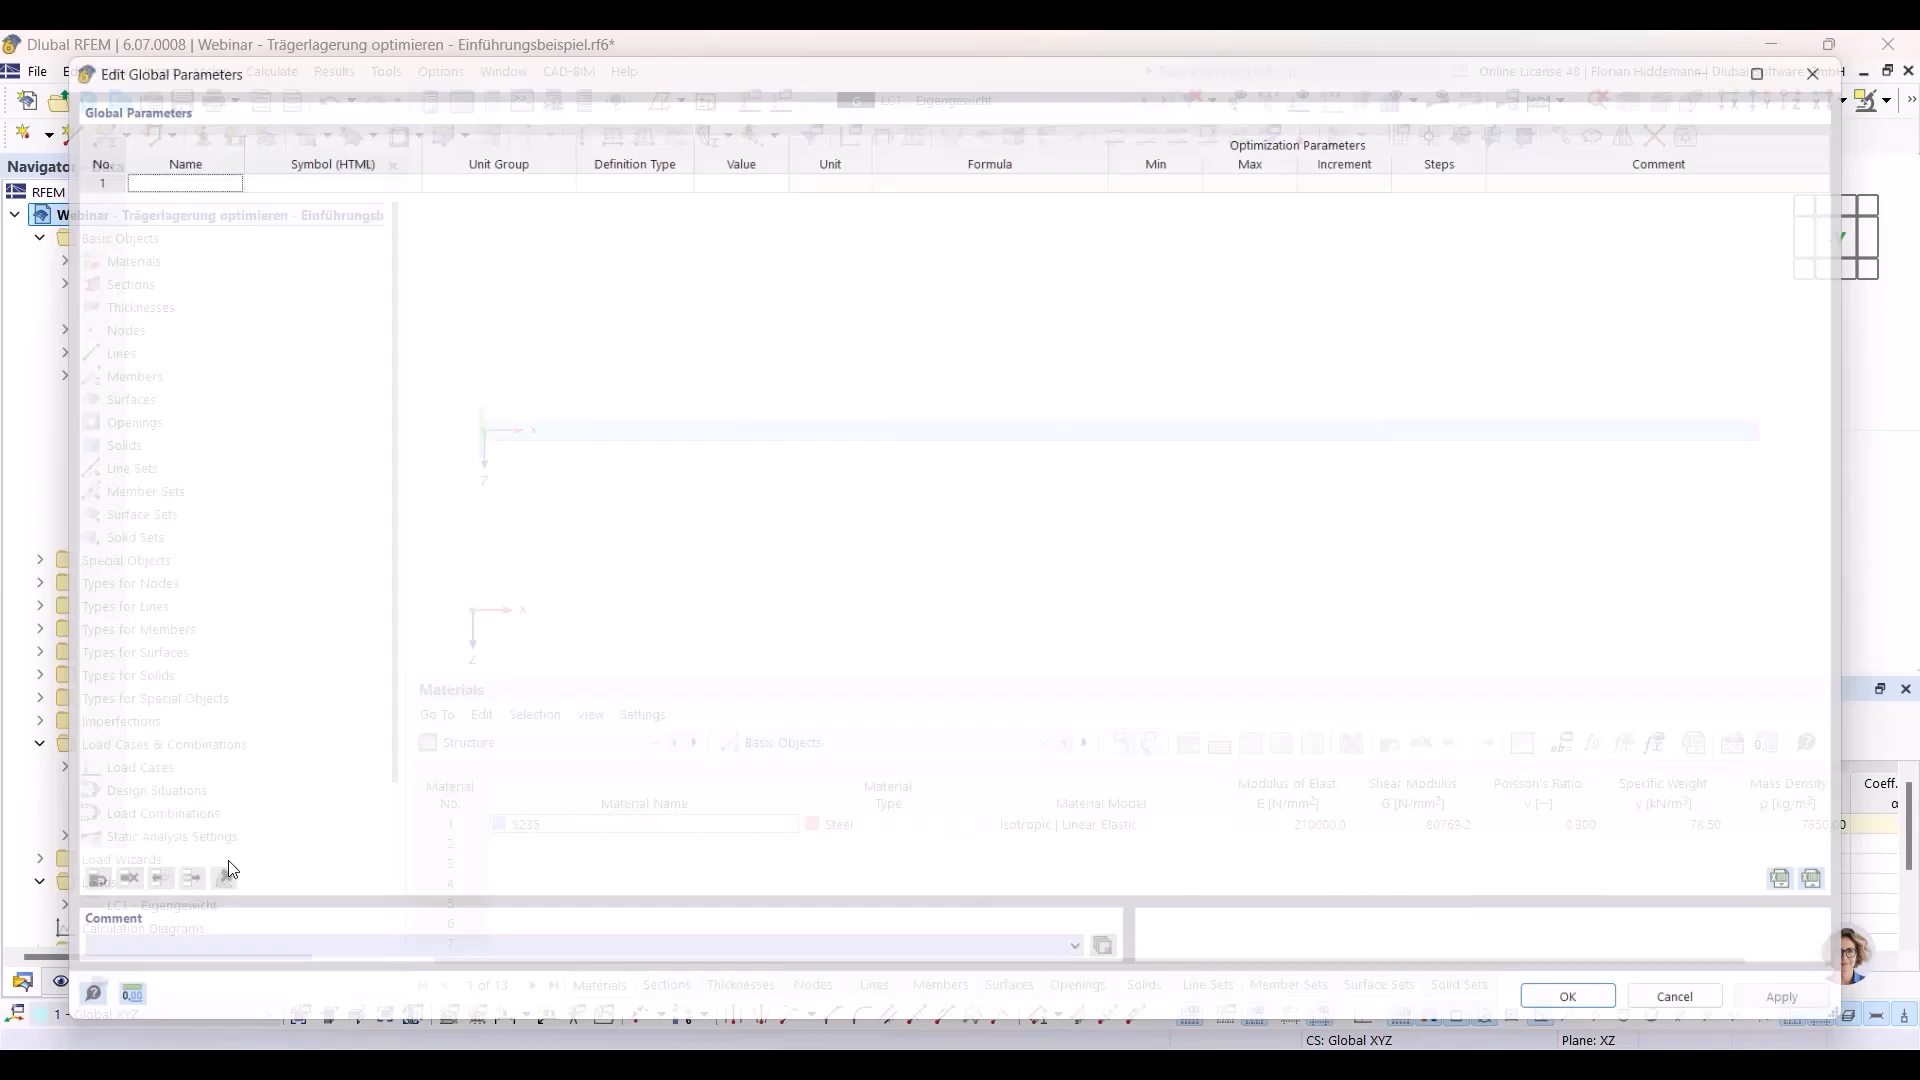 Dlubal RFEM | 6.07.0008 | Webinar - Trägerlagerung optimieren - Einführungsbeispiel.rf6*
File
Calculate
Results
Tools
Options
Window
CAD-BIM
Help
Online License 48 | Florian Hiddemann | Dlubal Software GmbH
Edit Global Parameters
LC1
Eigengewicht
Global Parameters
Optimization Parameters
No.
Name
Symbol (HTML)
Unit Group
Definition Type
Value
Unit
Formula
Min
Max
Increment
Steps
Comment
1
RFEM
Webinar - Trägerlagerung optimieren - Einführungsb
Basic Objects
Materials
Sections
Thicknesses
Nodes
Lines
Members
Surfaces
Openings
Solids
Line Sets
Member Sets
Surface Sets
Solid Sets
Special Objects
Types for Nodes
Types for Lines
Types for Members
Types for Surfaces
Types for Solids
Types for Special Objects
Imperfections
Load Cases & Combinations
Load Cases
Design Situations
Load Combinations
Static Analysis Settings
Load Wizards
LC1 - Eigengewicht
Calculation Diagrams
X
Z
X
Z
Materials
Go To
Edit
Selection
View
Settings
Structure
Basic Objects
Material
No.
Material Name
Material
Type
Material Model
Modulus of Elast.
E [N/mm²]
Shear Modulus
G [N/mm²]
Poisson's Ratio
ν [--]
Specific Weight
γ [kN/m³]
Mass Density
ρ [kg/m³]
Coeff.
α
1
S235
Steel
Isotropic | Linear Elastic
210000.0
80769.2
0.300
78.50
7850.00
2
3
4
5
6
7
Comment
1 of 13
Materials
Sections
Thicknesses
Nodes
Lines
Members
Surfaces
Openings
Solids
Line Sets
Member Sets
Surface Sets
Solid Sets
OK
Cancel
Apply
1 - Global XYZ
CS: Global XYZ
Plane: XZ